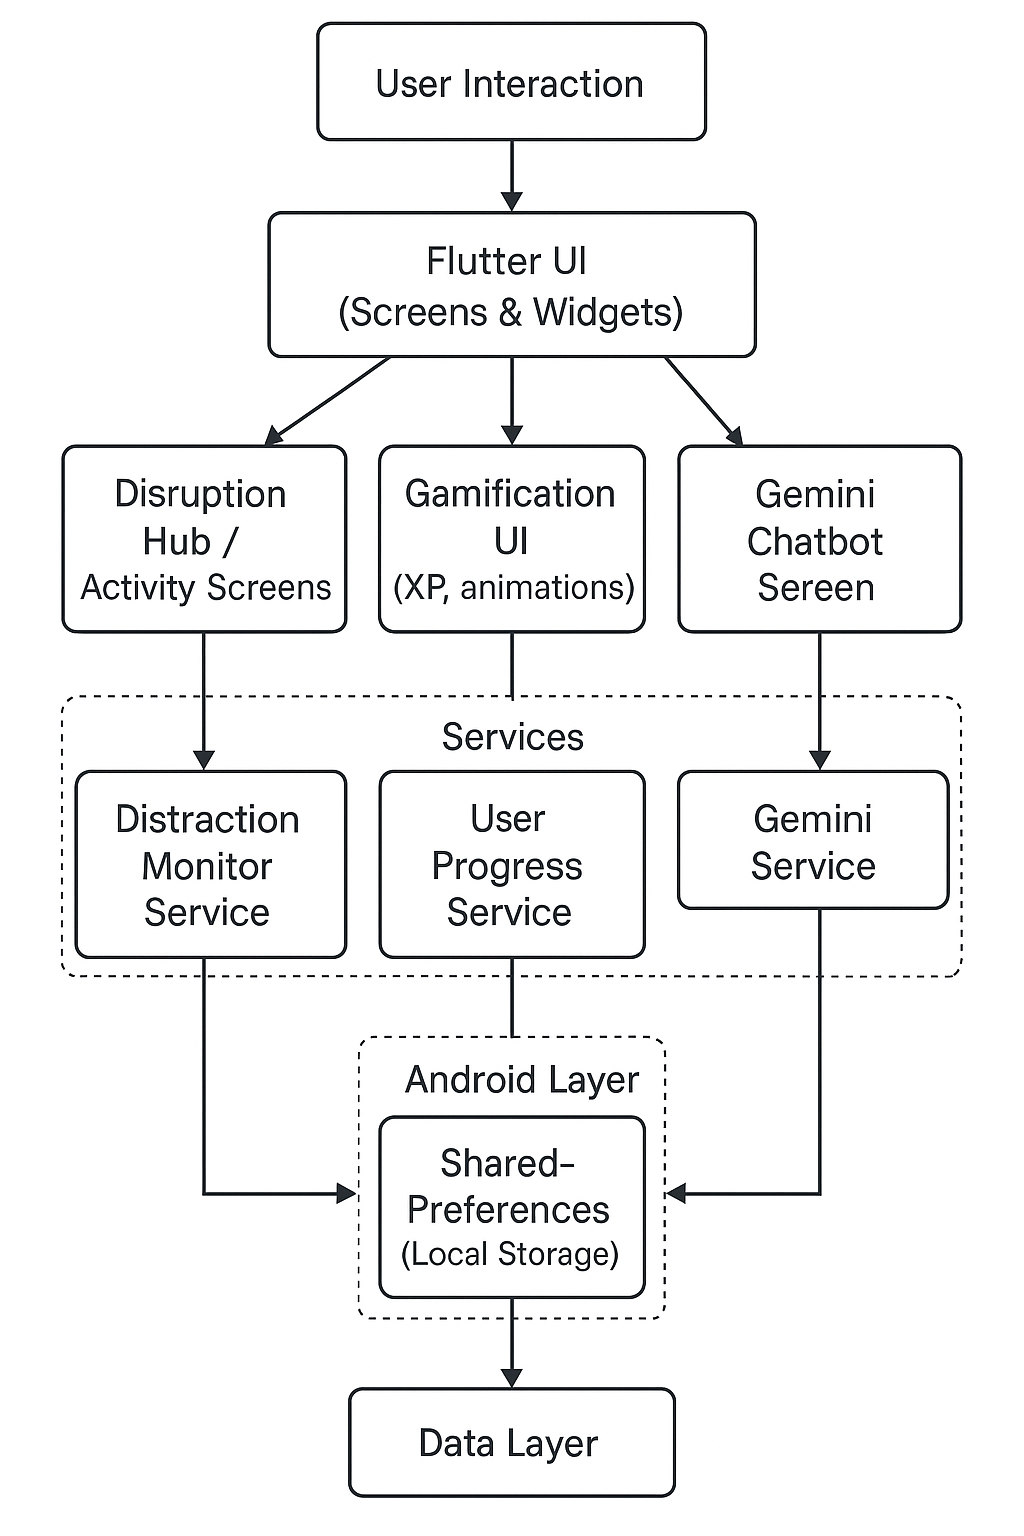 User Interaction
Flutter UI
(Screens & Widgets)
Disruption
Hub /
Activity Screens
Gamification
UI
(XP, animations)
Gemini
Chatbot
Sereen
Services
Distraction
Monitor
Service
User
Progress
Service
Gemini
Service
Android Layer
Shared–
Preferences
(Local Storage)
Data Layer